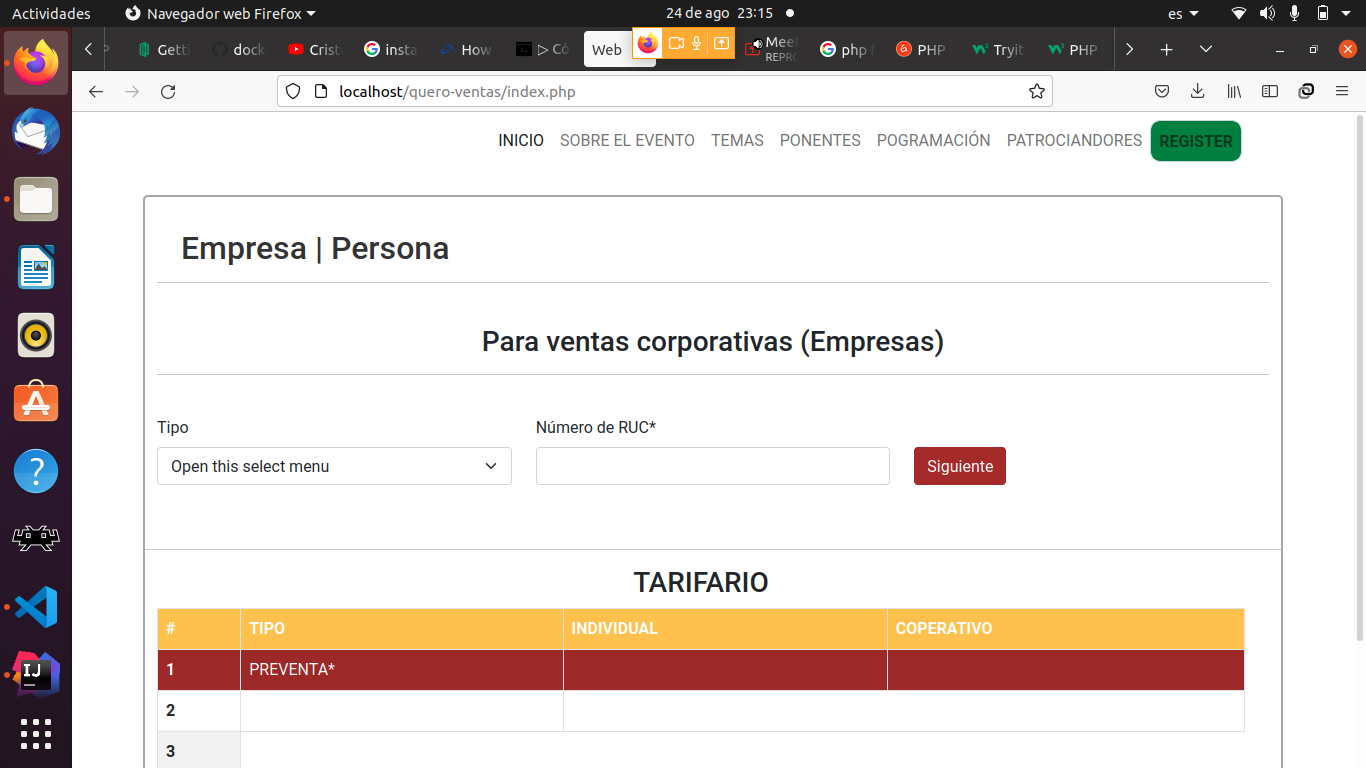 Actividades Navegador web Firefox 24 de ago 23:15 es
Getti dock Crist insta How ▷ Có Web Meet php PHP Tryit PHP
REPRO
localhost/quero-ventas/index.php
INICIO SOBRE EL EVENTO TEMAS PONENTES POGRAMACIÓN PATROCIANDORES REGISTER
Empresa | Persona
Para ventas corporativas (Empresas)
Tipo Número de RUC*
Open this select menu Siguiente
TARIFARIO
# TIPO INDIVIDUAL COPERATIVO
1 PREVENTA*
2
3